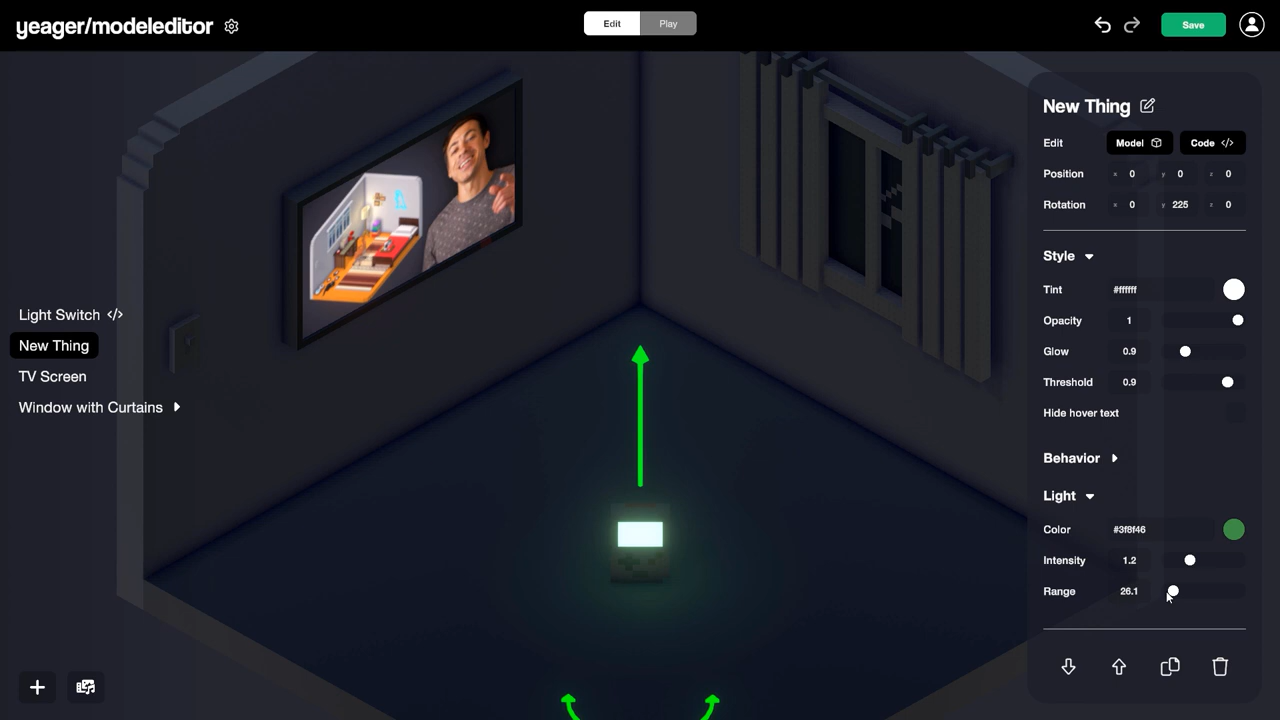 yeager/modeleditor
Edit Play
Save
Light Switch </>
New Thing
TV Screen
Window with Curtains
New Thing
Edit Model Code </>
Position x 0 y 0 z 0
Rotation x 0 y 225 z 0
Style
Tint #ffffff
Opacity 1
Glow 0.9
Threshold 0.9
Hide hover text
Behavior
Light
Color #3f8f46
Intensity 1.2
Range 26.1